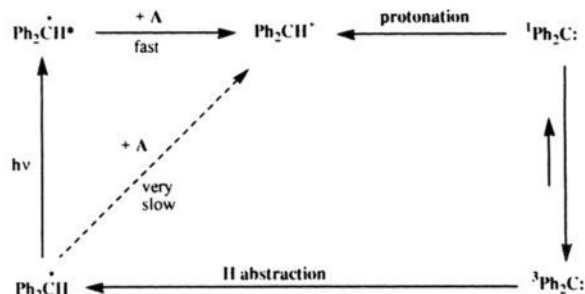 Ph₂ĊH* + A fast Ph₂CH⁺ protonation ¹Ph₂C:
hν + A very slow
Ph₂ĊH H abstraction ³Ph₂C: